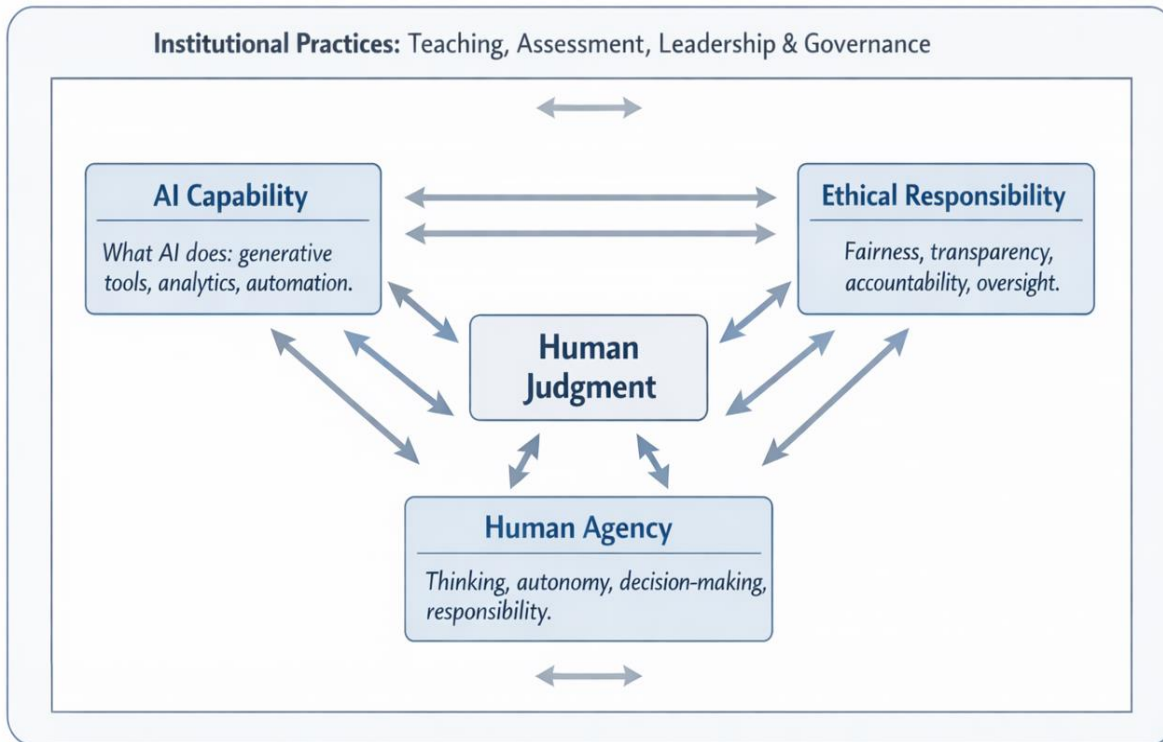 Institutional Practices: Teaching, Assessment, Leadership & Governance
AI Capability
What AI does: generative
tools, analytics, automation.
Ethical Responsibility
Fairness, transparency,
accountability, oversight.
Human
Judgment
Human Agency
Thinking, autonomy, decision-making,
responsibility.